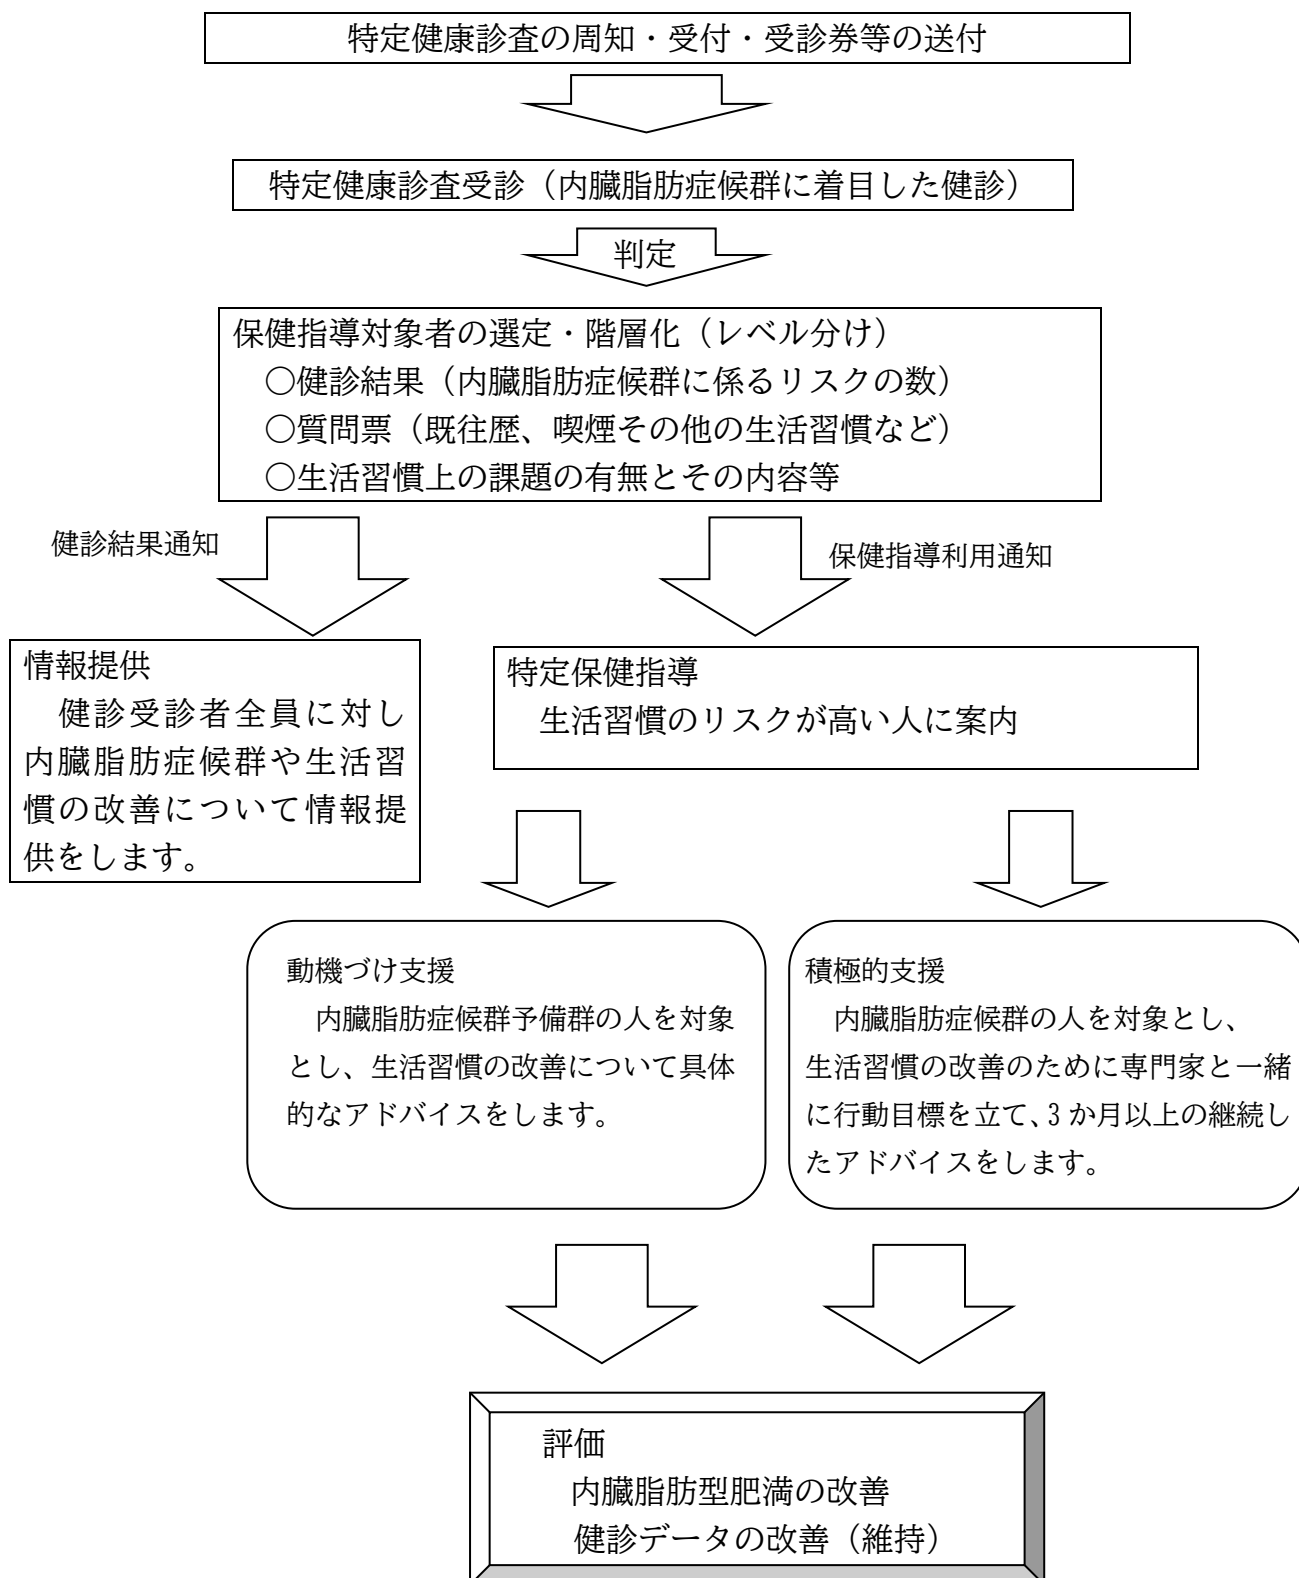 特定健康診査の周知・受付・受診券等の送付
特定健康診査受診（内臓脂肪症候群に着目した健診）
判定
保健指導対象者の選定・階層化（レベル分け）
○健診結果（内臓脂肪症候群に係るリスクの数）
○質問票（既往歴、喫煙その他の生活習慣など）
○生活習慣上の課題の有無とその内容等
健診結果通知
保健指導利用通知
情報提供
健診受診者全員に対し
内臓脂肪症候群や生活習
慣の改善について情報提
供をします。
特定保健指導
生活習慣のリスクが高い人に案内
動機づけ支援
内臓脂肪症候群予備群の人を対象
とし、生活習慣の改善について具体
的なアドバイスをします。
積極的支援
内臓脂肪症候群の人を対象とし、
生活習慣の改善のために専門家と一緒
に行動目標を立て、3か月以上の継続し
たアドバイスをします。
評価
内臓脂肪型肥満の改善
健診データの改善（維持）